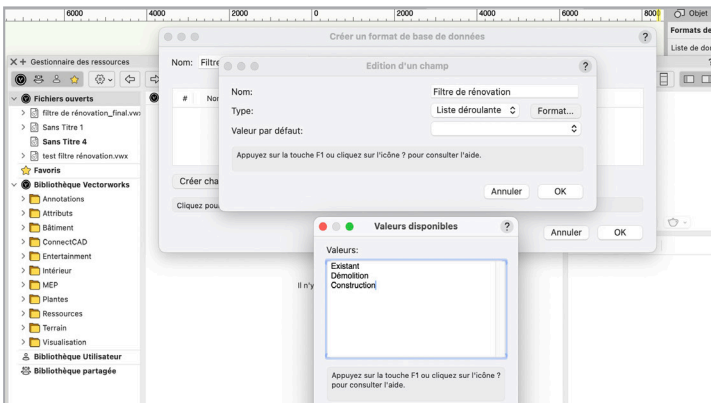 6000 4000 2000 0 2000 4000 6000 8000 Objet
Formats de
Liste de don
Créer un format de base de données
?
Gestionnaire des ressources
Nom: Filtre
Fichiers ouverts
filtre de rénovation_final.vwx
Sans Titre 1
Sans Titre 4
test filtre rénovation.vwx
Favoris
Bibliothèque Vectorworks
Annotations
Attributs
Bâtiment
ConnectCAD
Entertainment
Intérieur
MEP
Plantes
Ressources
Terrain
Visualisation
Bibliothèque Utilisateur
Bibliothèque partagée
# Nom
Créer cha
Cliquez pou
Annuler OK
Il n'y
Edition d'un champ
?
Nom: Filtre de rénovation
Type: Liste déroulante Format...
Valeur par défaut:
Appuyez sur la touche F1 ou cliquez sur l'icône ? pour consulter l'aide.
Annuler OK
Valeurs disponibles
?
Valeurs:
Existant
Démolition
Construction
Appuyez sur la touche F1 ou cliquez sur l'icône ?
pour consulter l'aide.